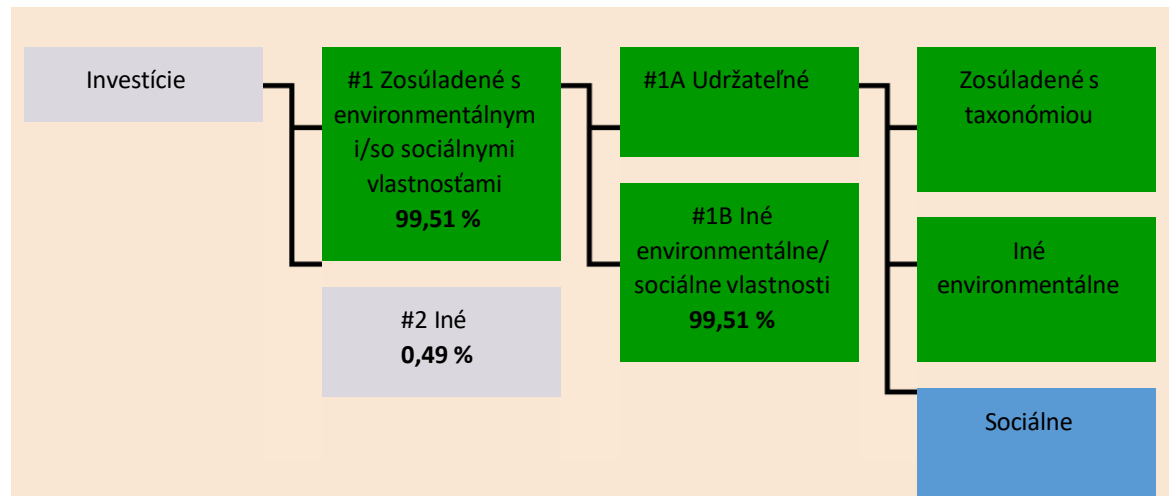 Investície
#1 Zosúladené s
environmentálnym
i/so sociálnymi
vlastnosťami
99,51 %
#2 Iné
0,49 %
#1A Udržateľné
#1B Iné
environmentálne/
sociálne vlastnosti
99,51 %
Zosúladené s
taxonómiou
Iné
environmentálne
Sociálne